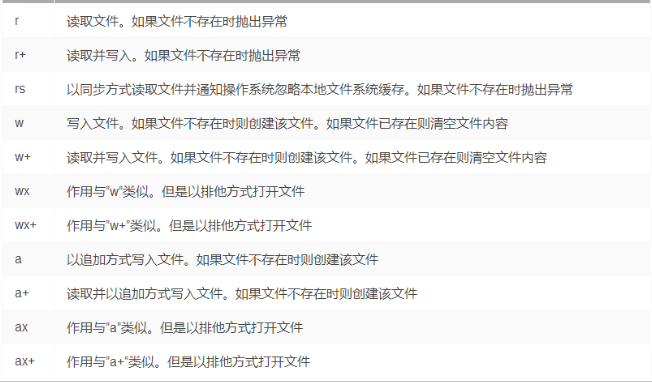 r 读取文件。如果文件不存在时抛出异常
r+ 读取并写入。如果文件不存在时抛出异常
rs 以同步方式读取文件并通知操作系统忽略本地文件系统缓存。如果文件不存在时抛出异常
w 写入文件。如果文件不存在时则创建该文件。如果文件已存在则清空文件内容
w+ 读取并写入文件。如果文件不存在时则创建该文件。如果文件已存在则清空文件内容
wx 作用与"w"类似。但是以排他方式打开文件
wx+ 作用与"w+"类似。但是以排他方式打开文件
a 以追加方式写入文件。如果文件不存在时则创建该文件
a+ 读取并以追加方式写入文件。如果文件不存在时则创建该文件
ax 作用与"a"类似。但是以排他方式打开文件
ax+ 作用与"a+"类似。但是以排他方式打开文件